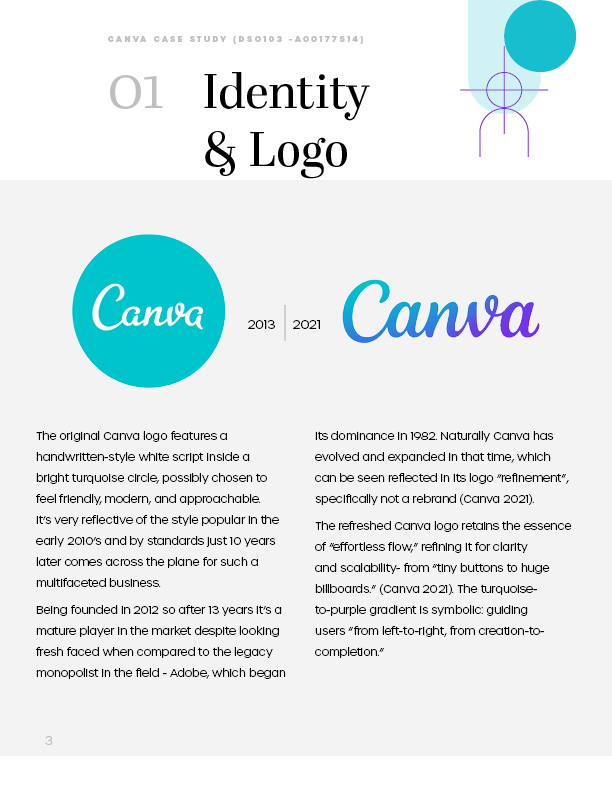 CANVA CASE STUDY (DSO103 -A00177514)
01 Identity
& Logo
Canva
2013 2021
Canva
The original Canva logo features a
handwritten-style white script inside a
bright turquoise circle, possibly chosen to
feel friendly, modern, and approachable.
It's very reflective of the style popular in the
early 2010's and by standards just 10 years
later comes across the plane for such a
multifaceted business.
Being founded in 2012 so after 13 years it's a
mature player in the market despite looking
fresh faced when compared to the legacy
monopolist in the field - Adobe, which began
its dominance in 1982. Naturally Canva has
evolved and expanded in that time, which
can be seen reflected in its logo "refinement",
specifically not a rebrand (Canva 2021).
The refreshed Canva logo retains the essence
of "effortless flow," refining it for clarity
and scalability- from "tiny buttons to huge
billboards." (Canva 2021). The turquoise-
to-purple gradient is symbolic: guiding
users "from left-to-right, from creation-to-
completion."
3